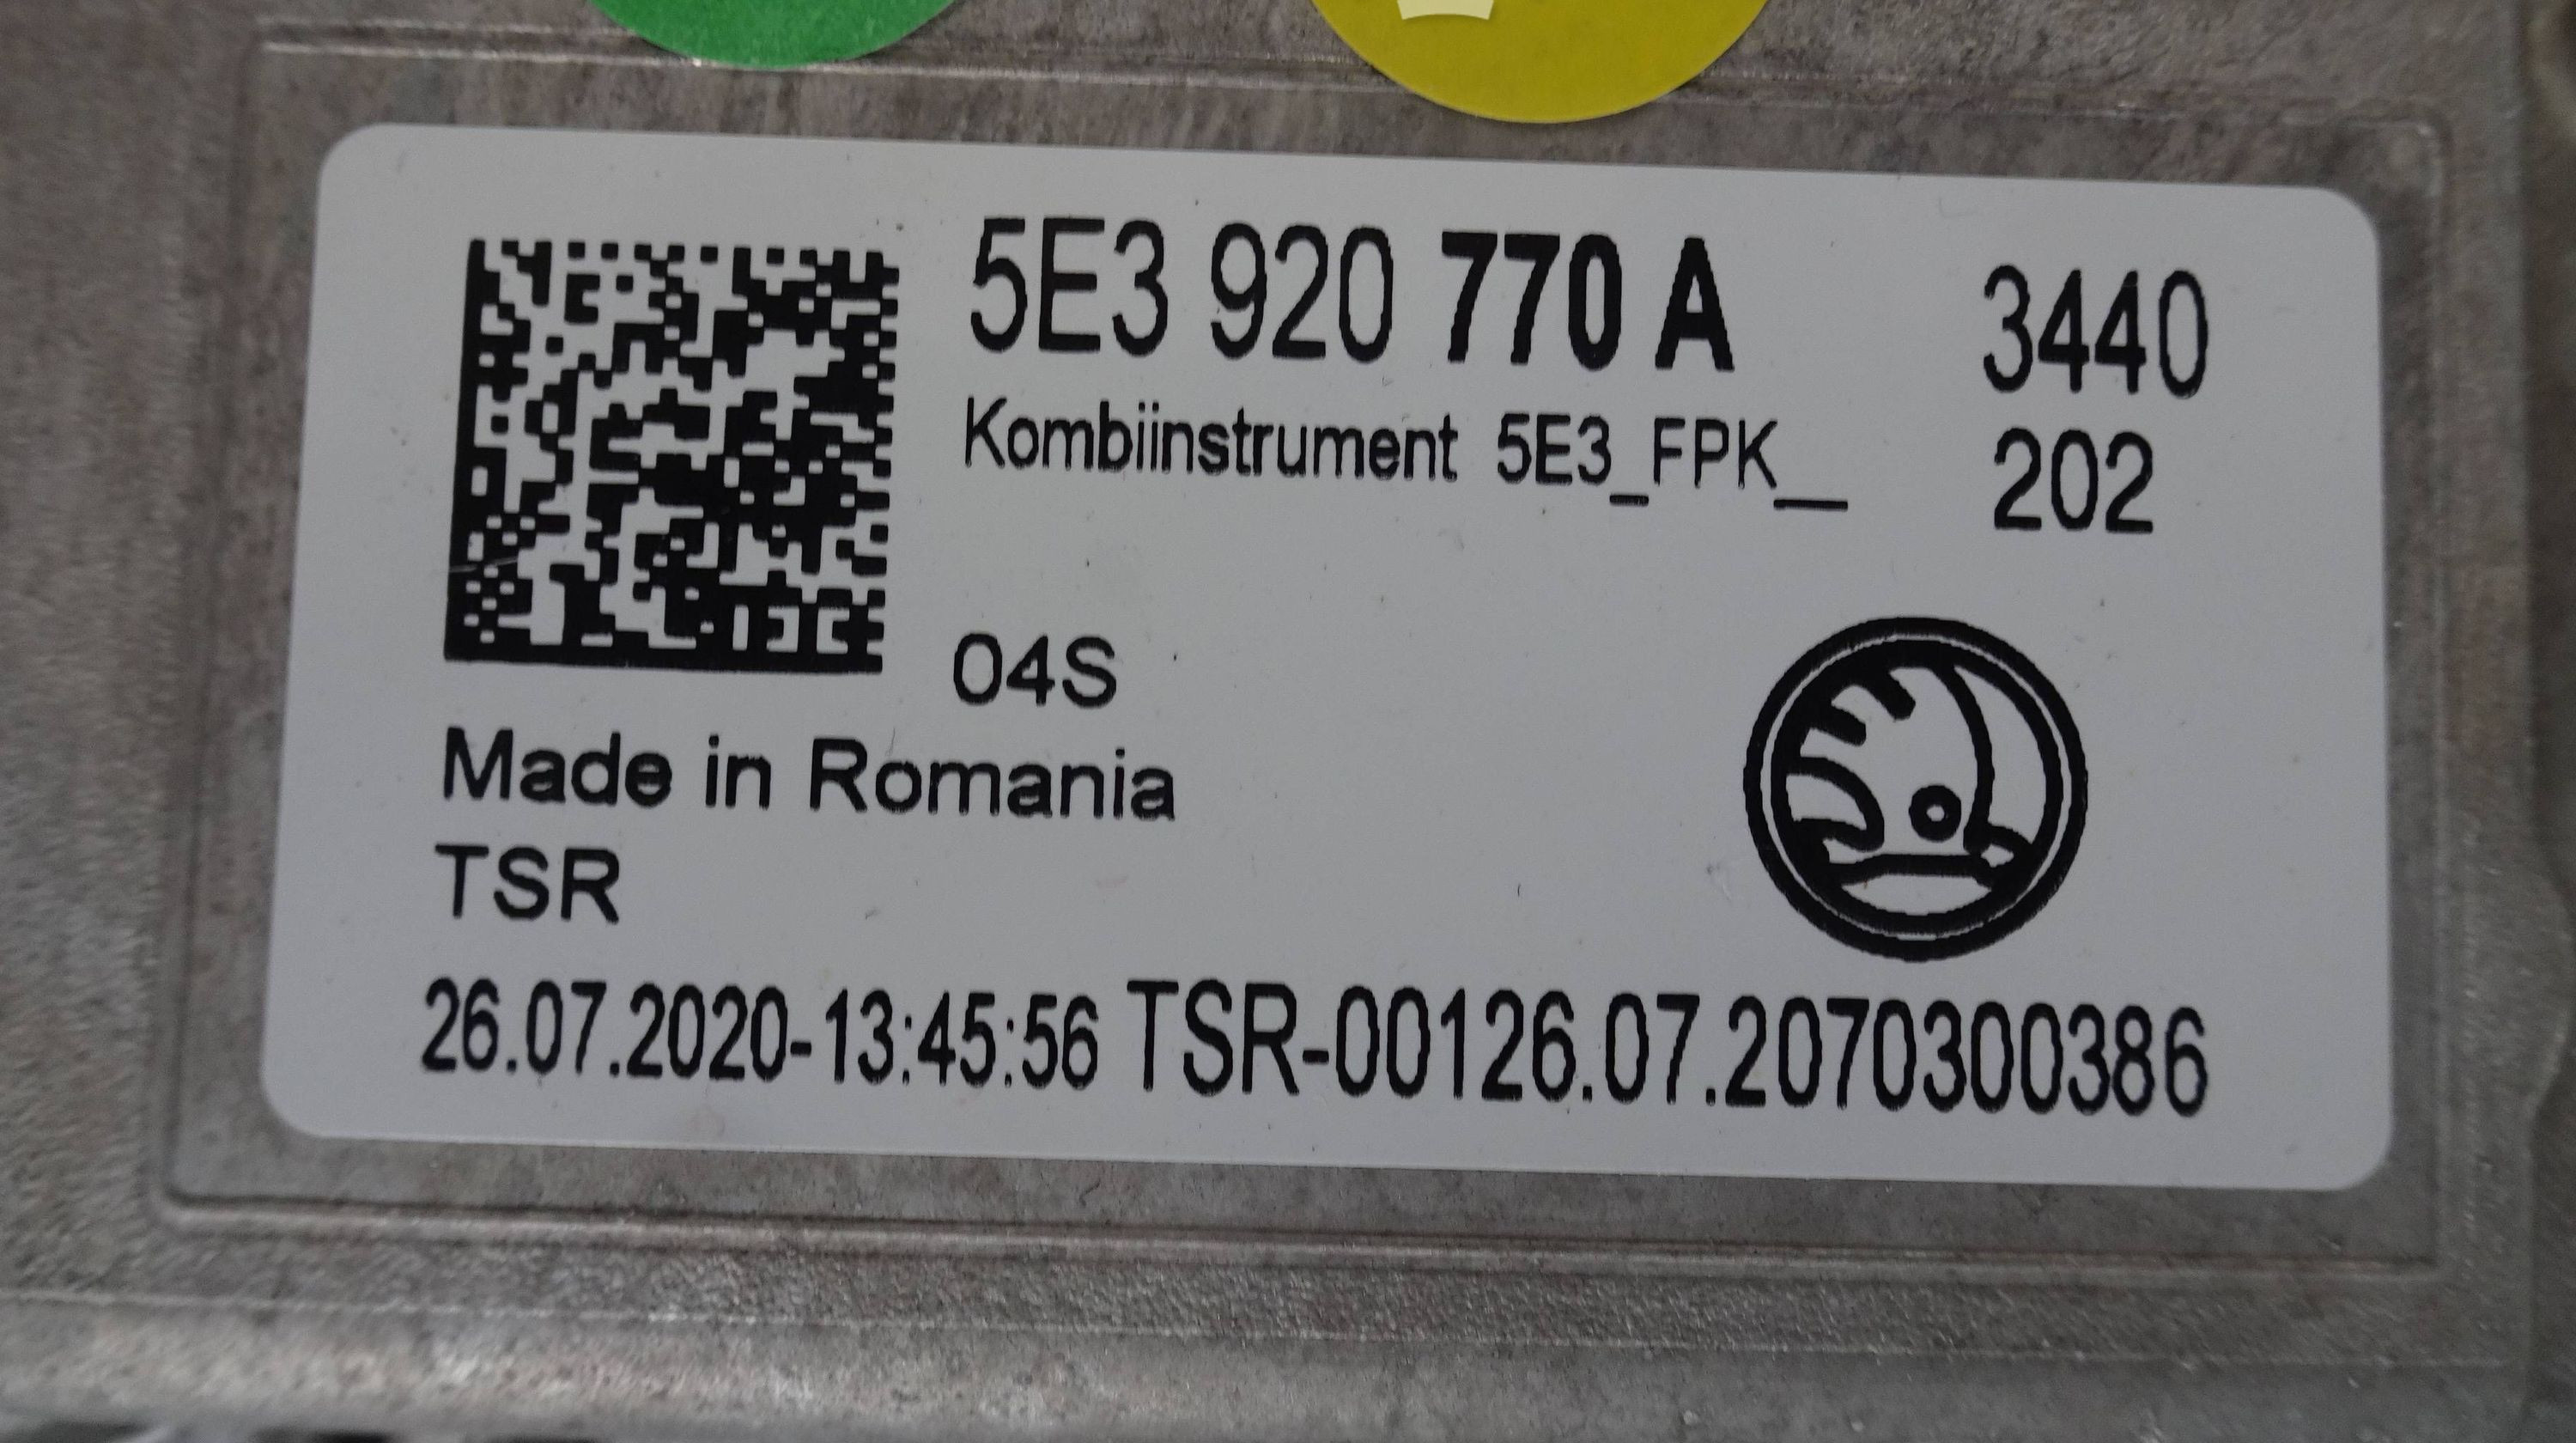 5E3 920 770 A 3440
Kombiinstrument 5E3_FPK__ 202
04S
Made in Romania
TSR
26.07.2020-13:45:56 TSR-00126.07.2070300386